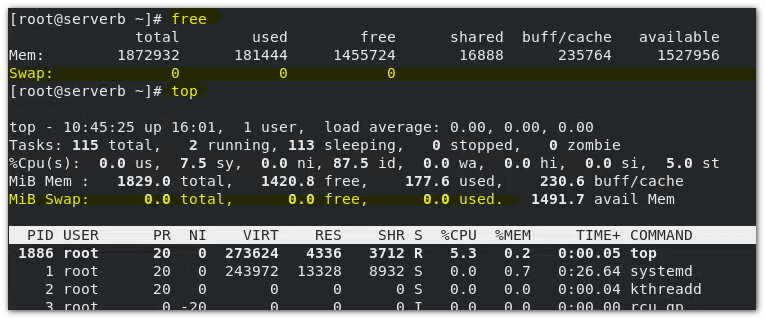 [root@serverb ~]# free
total used free shared buff/cache available
Mem: 1872932 181444 1455724 16888 235764 1527956
Swap: 0 0 0
[root@serverb ~]# top
top - 10:45:25 up 16:01, 1 user, load average: 0.00, 0.00, 0.00
Tasks: 115 total, 2 running, 113 sleeping, 0 stopped, 0 zombie
%Cpu(s): 0.0 us, 7.5 sy, 0.0 ni, 87.5 id, 0.0 wa, 0.0 hi, 0.0 si, 5.0 st
MiB Mem : 1829.0 total, 1420.8 free, 177.6 used, 230.6 buff/cache
MiB Swap: 0.0 total, 0.0 free, 0.0 used. 1491.7 avail Mem
PID USER PR NI VIRT RES SHR S %CPU %MEM TIME+ COMMAND
1886 root 20 0 273624 4336 3712 R 5.3 0.2 0:00.05 top
1 root 20 0 243972 13328 8932 S 0.0 0.7 0:26.64 systemd
2 root 20 0 0 0 0 S 0.0 0.0 0:00.04 kthreadd
3 root 0 -20 0 0 0 I 0.0 0.0 0:00.00 rcu_gp